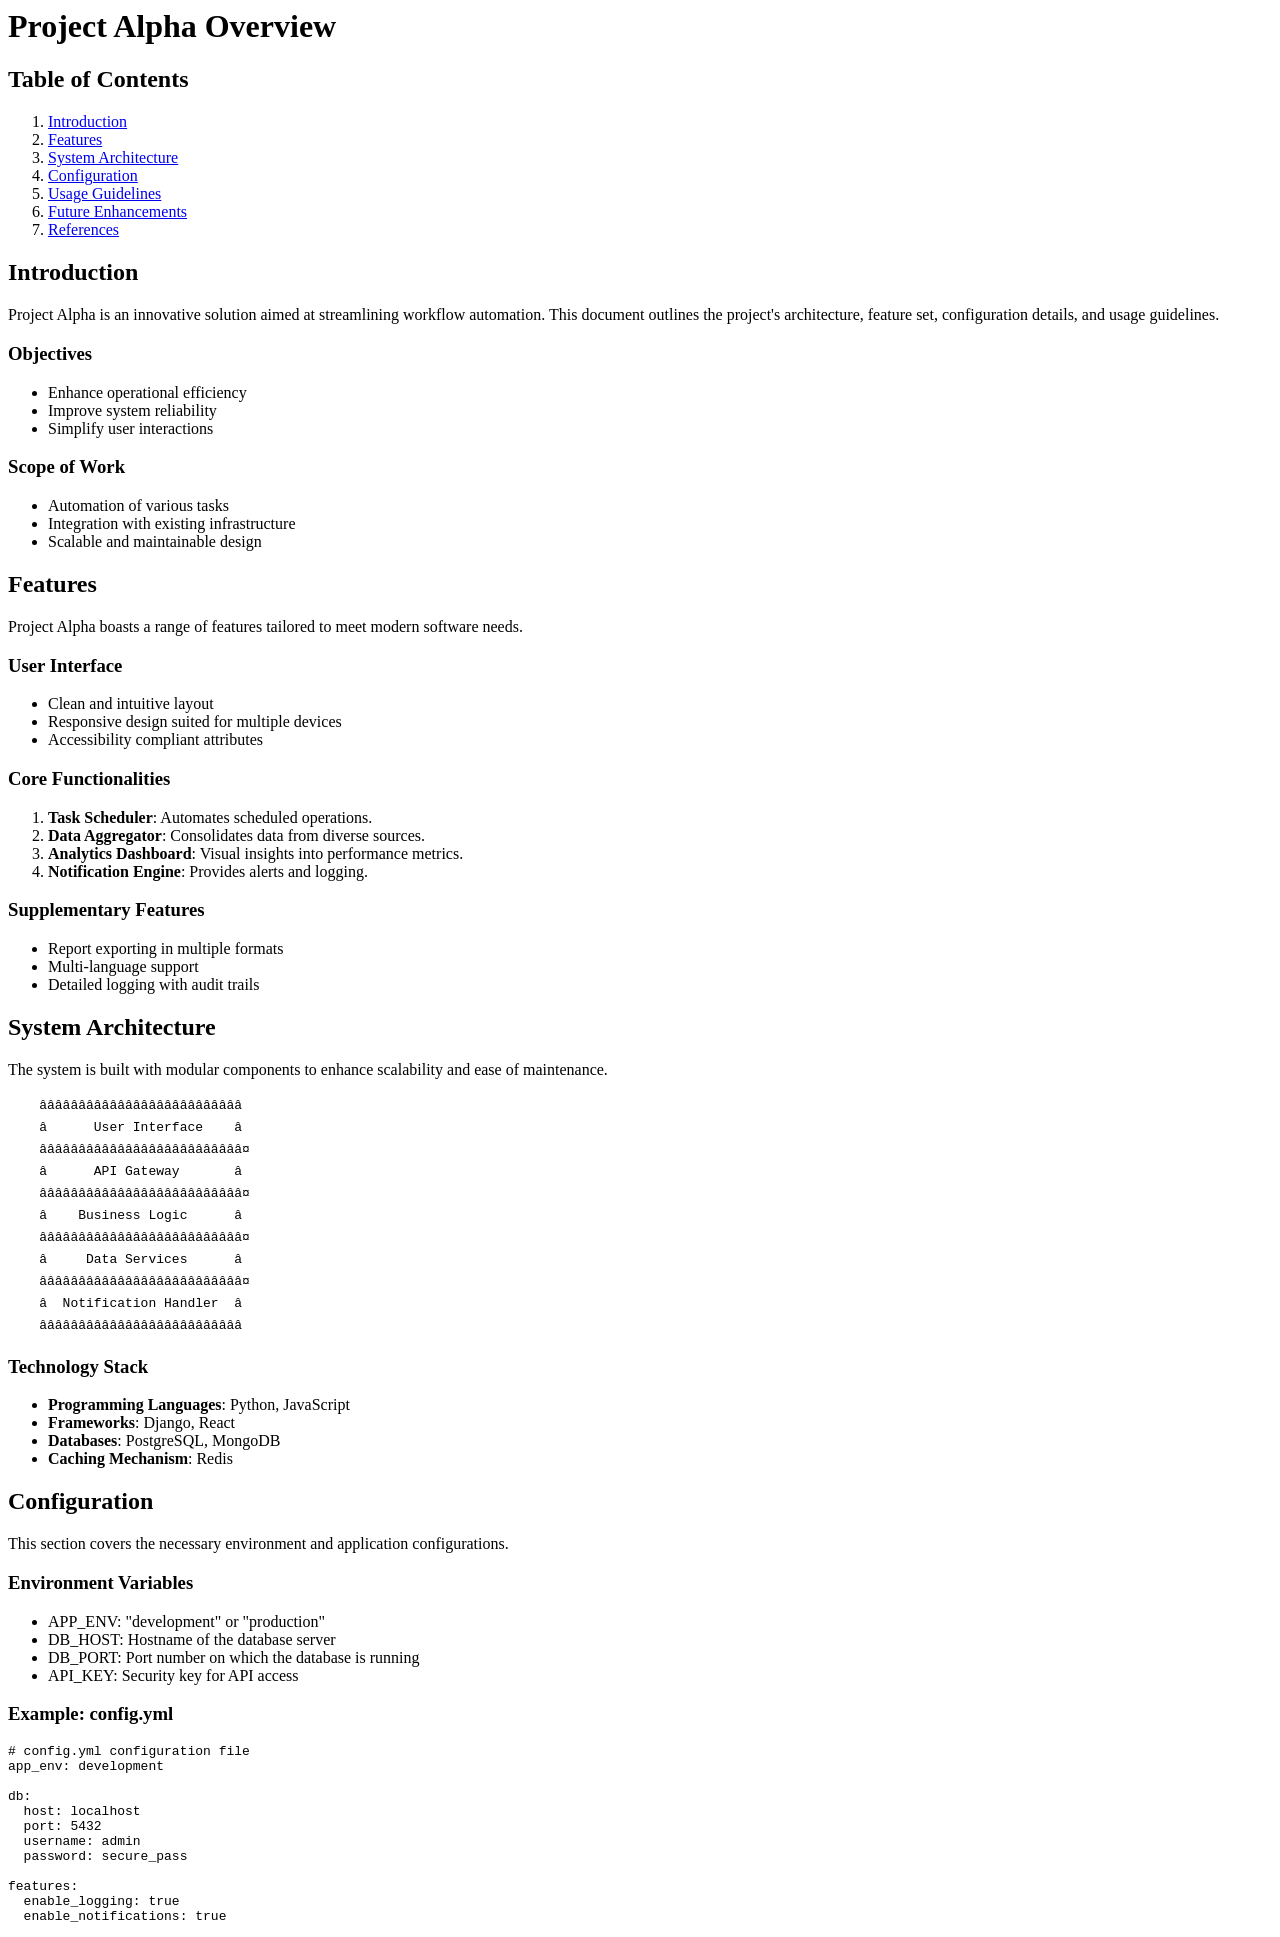 Project Alpha Overview
Table of Contents
1. Introduction
2. Features
3. System Architecture
4. Configuration
5. Usage Guidelines
6. Future Enhancements
7. References
Introduction
Project Alpha is an innovative solution aimed at streamlining workflow automation. This document outlines the project's architecture, feature set, configuration details, and usage guidelines.
Objectives
• Enhance operational efficiency
• Improve system reliability
• Simplify user interactions
Scope of Work
• Automation of various tasks
• Integration with existing infrastructure
• Scalable and maintainable design
Features
Project Alpha boasts a range of features tailored to meet modern software needs.
User Interface
• Clean and intuitive layout
• Responsive design suited for multiple devices
• Accessibility compliant attributes
Core Functionalities
1. Task Scheduler: Automates scheduled operations.
2. Data Aggregator: Consolidates data from diverse sources.
3. Analytics Dashboard: Visual insights into performance metrics.
4. Notification Engine: Provides alerts and logging.
Supplementary Features
• Report exporting in multiple formats
• Multi-language support
• Detailed logging with audit trails
System Architecture
The system is built with modular components to enhance scalability and ease of maintenance.
    ââââââââââââââââââââââââââ
    â      User Interface    â
    ââââââââââââââââââââââââââ¤
    â      API Gateway       â
    ââââââââââââââââââââââââââ¤
    â    Business Logic      â
    ââââââââââââââââââââââââââ¤
    â     Data Services      â
    ââââââââââââââââââââââââââ¤
    â  Notification Handler  â
    ââââââââââââââââââââââââââ
Technology Stack
• Programming Languages: Python, JavaScript
• Frameworks: Django, React
• Databases: PostgreSQL, MongoDB
• Caching Mechanism: Redis
Configuration
This section covers the necessary environment and application configurations.
Environment Variables
• APP_ENV: "development" or "production"
• DB_HOST: Hostname of the database server
• DB_PORT: Port number on which the database is running
• API_KEY: Security key for API access
Example: config.yml
# config.yml configuration file
app_env: development
db:
  host: localhost
  port: 5432
  username: admin
  password: secure_pass
features:
  enable_logging: true
  enable_notifications: true